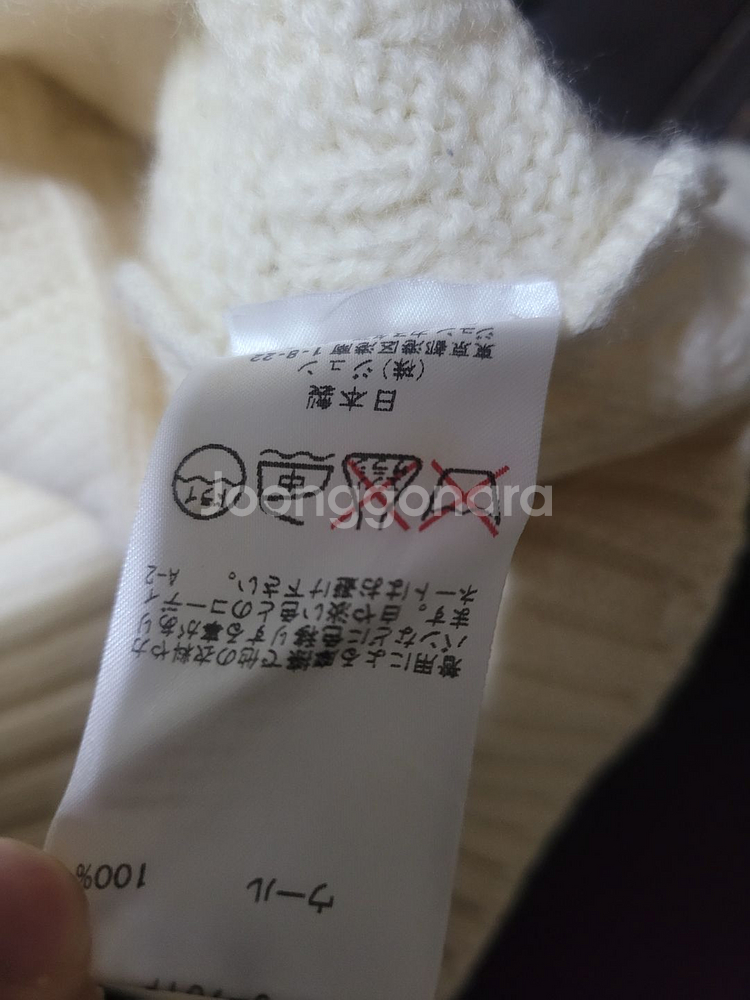 ウール 100%
着用による摩擦で他の衣料やカ
バンなどに色移りする事があり
ます。白や淡い色とのコーディ
ネートはお避け下さい。
A-2
中
日本製
(株)ジュン
東京都港区港南1-8-22
Joonggonara